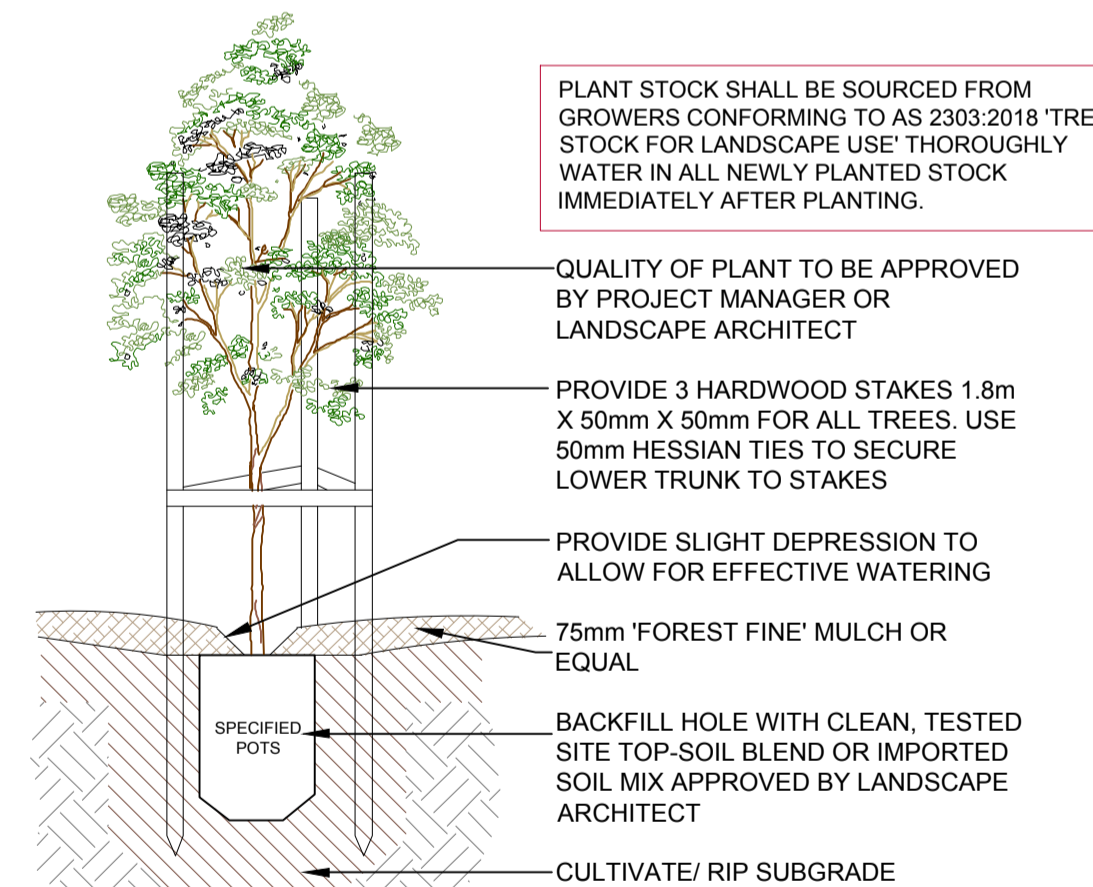 PLANT STOCK SHALL BE SOURCED FROM
GROWERS CONFORMING TO AS 2303:2018 'TRE
STOCK FOR LANDSCAPE USE' THOROUGHLY
WATER IN ALL NEWLY PLANTED STOCK
IMMEDIATELY AFTER PLANTING.
QUALITY OF PLANT TO BE APPROVED
BY PROJECT MANAGER OR
LANDSCAPE ARCHITECT
PROVIDE 3 HARDWOOD STAKES 1.8m
X 50mm X 50mm FOR ALL TREES. USE
50mm HESSIAN TIES TO SECURE
LOWER TRUNK TO STAKES
PROVIDE SLIGHT DEPRESSION TO
ALLOW FOR EFFECTIVE WATERING
75mm 'FOREST FINE' MULCH OR
EQUAL
SPECIFIED
POTS
BACKFILL HOLE WITH CLEAN, TESTED
SITE TOP-SOIL BLEND OR IMPORTED
SOIL MIX APPROVED BY LANDSCAPE
ARCHITECT
CULTIVATE/ RIP SUBGRADE